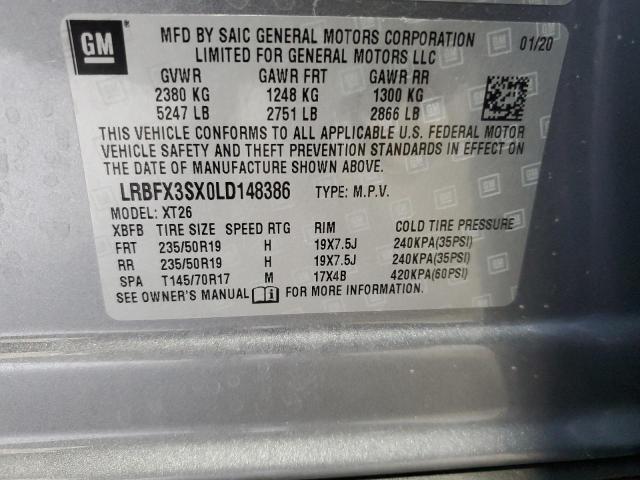 GM
MFD BY SAIC GENERAL MOTORS CORPORATION 01/20
LIMITED FOR GENERAL MOTORS LLC
GVWR GAWR FRT GAWR RR
2380 KG 1248 KG 1300 KG
5247 LB 2751 LB 2866 LB
THIS VEHICLE CONFORMS TO ALL APPLICABLE U.S. FEDERAL MOTOR
VEHICLE SAFETY AND THEFT PREVENTION STANDARDS IN EFFECT ON
THE DATE OF MANUFACTURE SHOWN ABOVE.
LRBFX3SX0LD148386 TYPE: M.P.V.
MODEL: XT26
XBFB TIRE SIZE SPEED RTG RIM COLD TIRE PRESSURE
FRT 235/50R19 H 19X7.5J 240KPA(35PSI)
RR 235/50R19 H 19X7.5J 240KPA(35PSI)
SPA T145/70R17 M 17X4B 420KPA(60PSI)
SEE OWNER'S MANUAL FOR MORE INFORMATION.